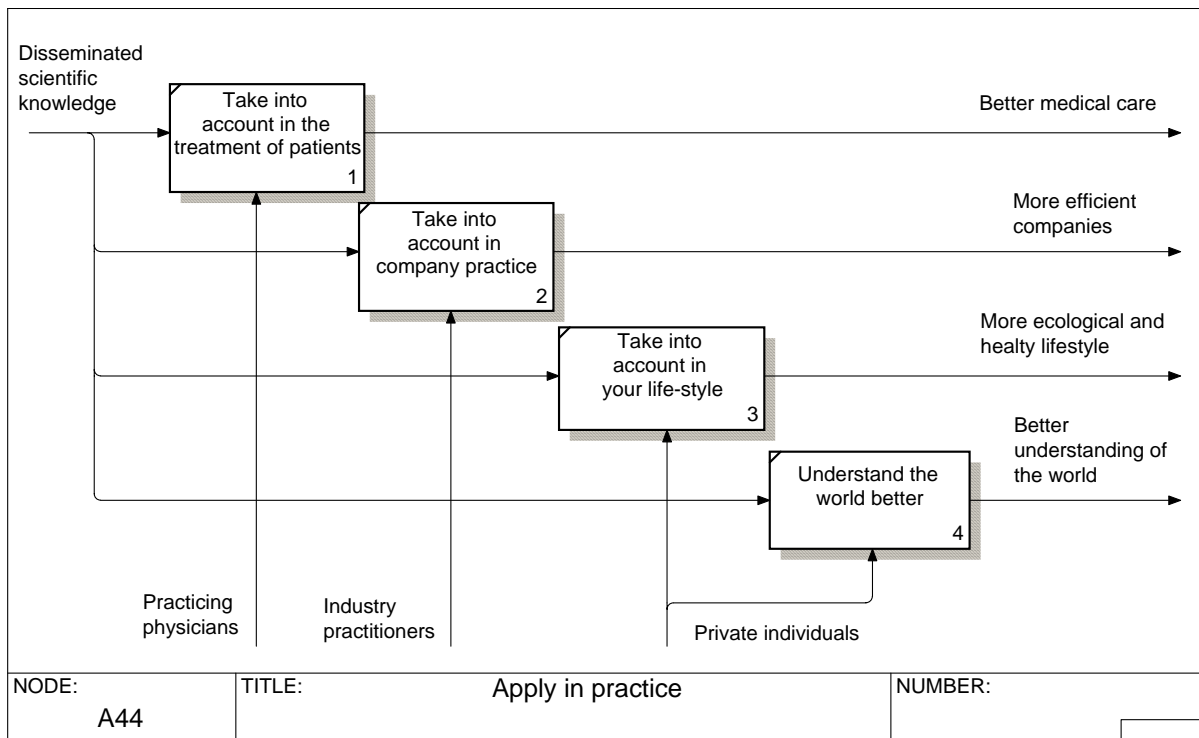 Disseminated
scientific
knowledge
Take into
account in the
treatment of patients
1
Better medical care
Take into
account in
company practice
2
More efficient
companies
Take into
account in
your life-style
3
More ecological and
healty lifestyle
Understand the
world better
4
Better
understanding of
the world
Practicing
physicians
Industry
practitioners
Private individuals
NODE:
A44
TITLE:
Apply in practice
NUMBER: